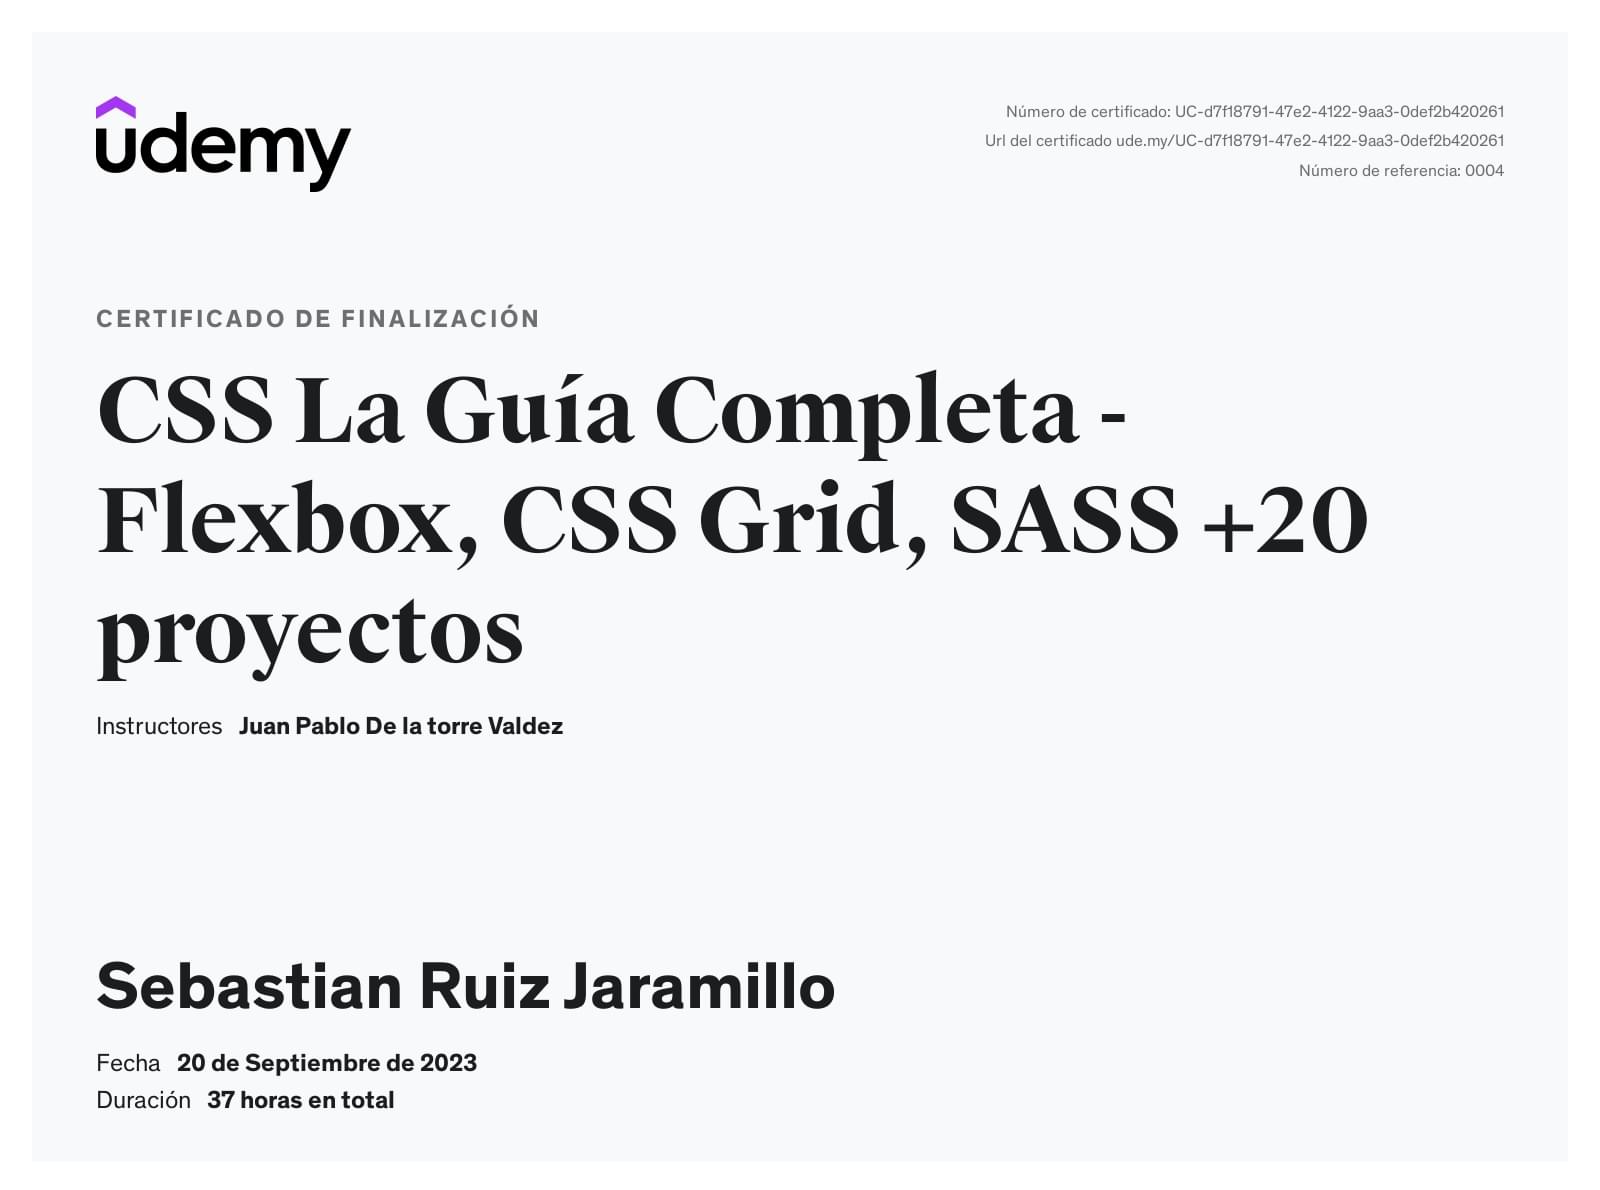 udemy
Número de certificado: UC-d7f18791-47e2-4122-9aa3-0def2b420261
Url del certificado ude.my/UC-d7f18791-47e2-4122-9aa3-0def2b420261
Número de referencia: 0004
CERTIFICADO DE FINALIZACIÓN
CSS La Guía Completa -
Flexbox, CSS Grid, SASS +20
proyectos
Instructores Juan Pablo De la torre Valdez
Sebastian Ruiz Jaramillo
Fecha 20 de Septiembre de 2023
Duración 37 horas en total